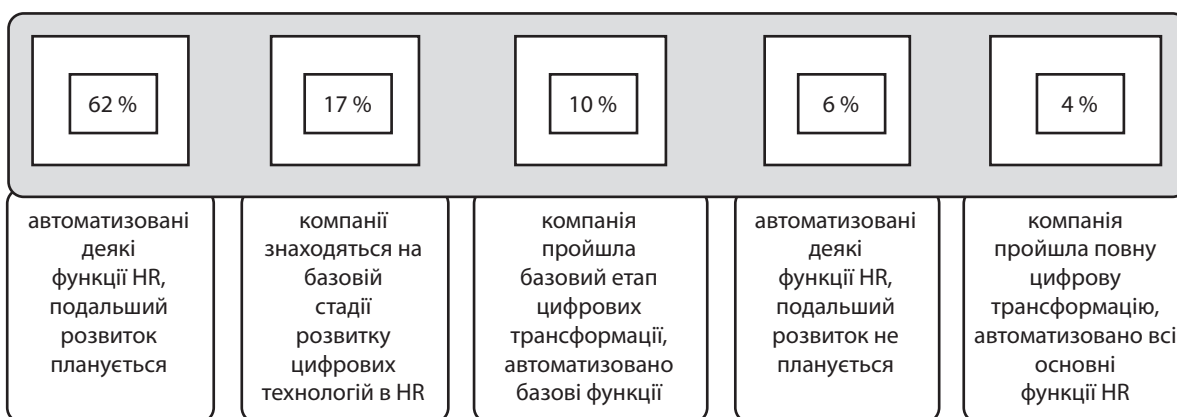 62 %
17 %
10 %
6 %
4 %
автоматизовані
деякі
функції HR,
подальший
розвиток
планується
компанії
знаходяться на
базовій
стадії
розвитку
цифрових
технологій в HR
компанія
пройшла
базовий етап
цифрових
трансформації,
автоматизовано
базові функції
автоматизовані
деякі
функції HR,
подальший
розвиток не
планується
компанія
пройшла повну
цифрову
трансформацію,
автоматизовано всі
основні
функції HR